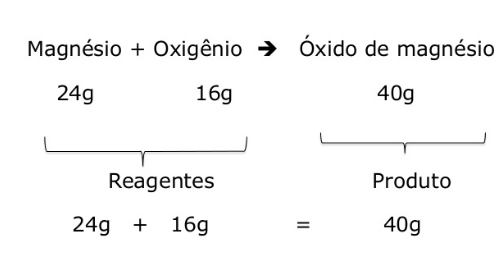 Magnésio + Oxigênio ➔ Óxido de magnésio
24g 16g 40g
Reagentes Produto
24g + 16g = 40g